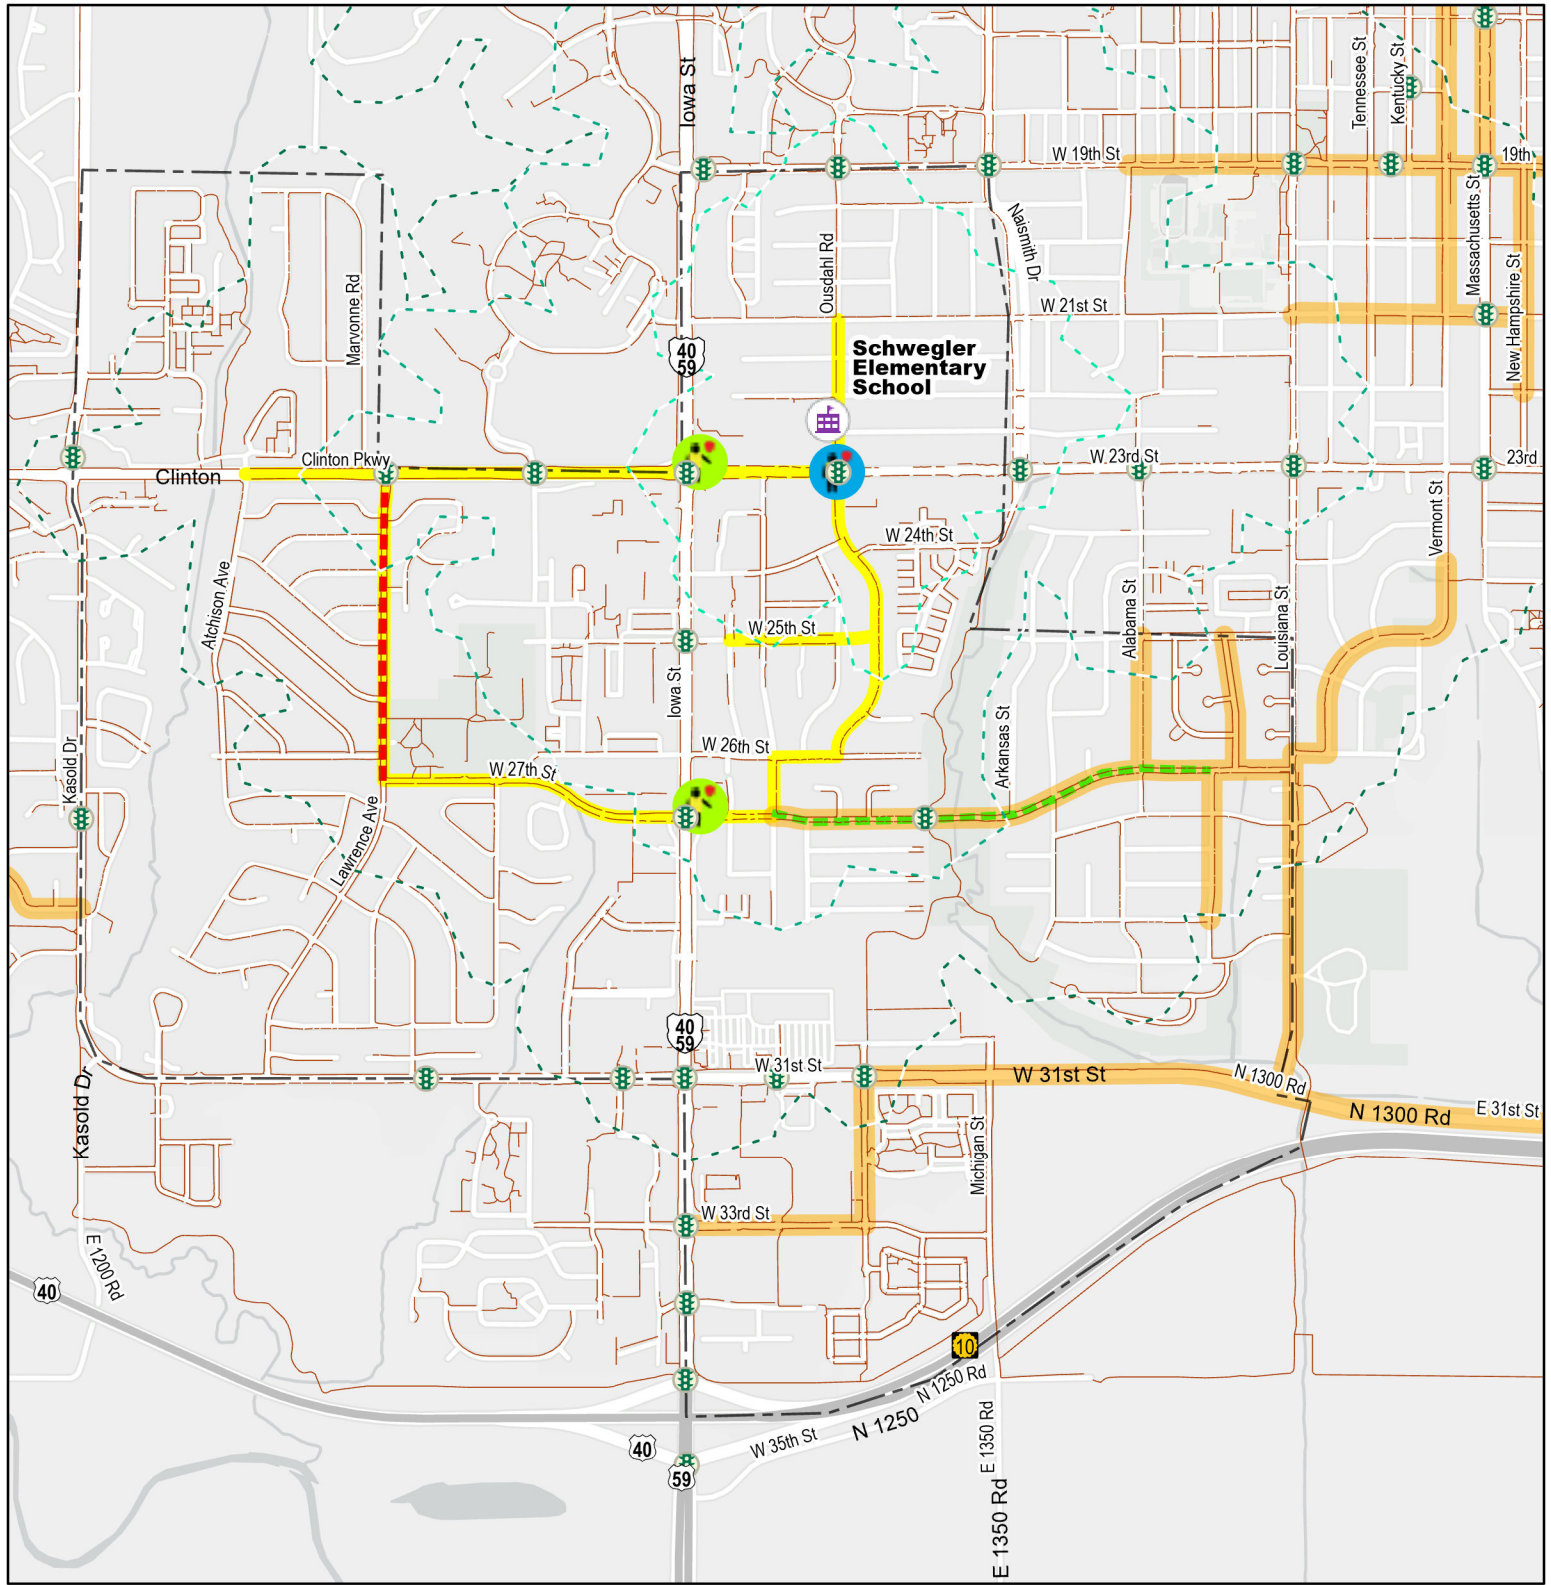 Tennessee St
Kentucky St
Iowa St
W 19th St
19th
Massachusetts St
Naismith Dr
Ousdahl Rd
New Hampshire St
Maryonne Rd
W 21st St
40
59
Schwegler
Elementary
School
Clinton Pkwy
Clinton
W 23rd St
23rd
Vermont St
W 24th St
Atchison Ave
Alabama St
Louisiana St
W 25th St
Iowa St
Kasold Dr
W 26th St
Arkansas St
W 27th St
Lawrence Ave
40
59
W 31st St
W 31st St
N 1300 Rd
N 1300 Rd
E 31st St
Kasold Dr
Michigan St
W 33rd St
E 1200 Rd
40
10
N 1250 Rd
N 1250
W 35th St
40
59
E 1350 Rd
E 1350 Rd